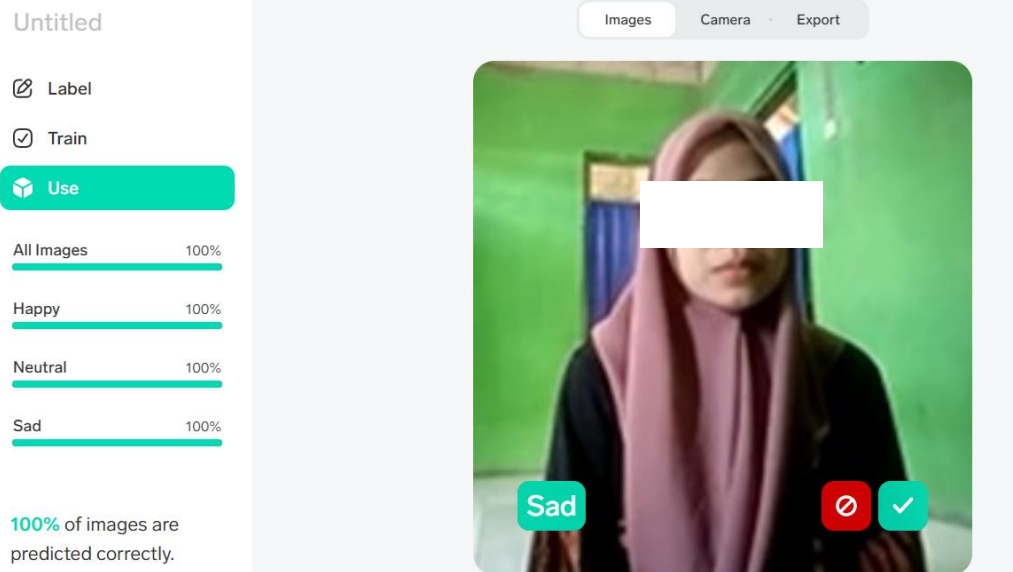 Untitled
Images Camera Export
Label
Train
Use
All Images 100%
Happy 100%
Neutral 100%
Sad 100%
100% of images are
predicted correctly.
Sad